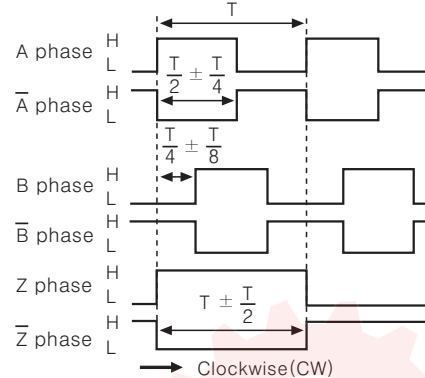 T
A phase H
L
T/2 ± T/4
A̅ phase H
L
T/4 ± T/8
B phase H
L
B̅ phase H
L
Z phase H
L
T ± T/2
Z̅ phase H
L
Clockwise(CW)